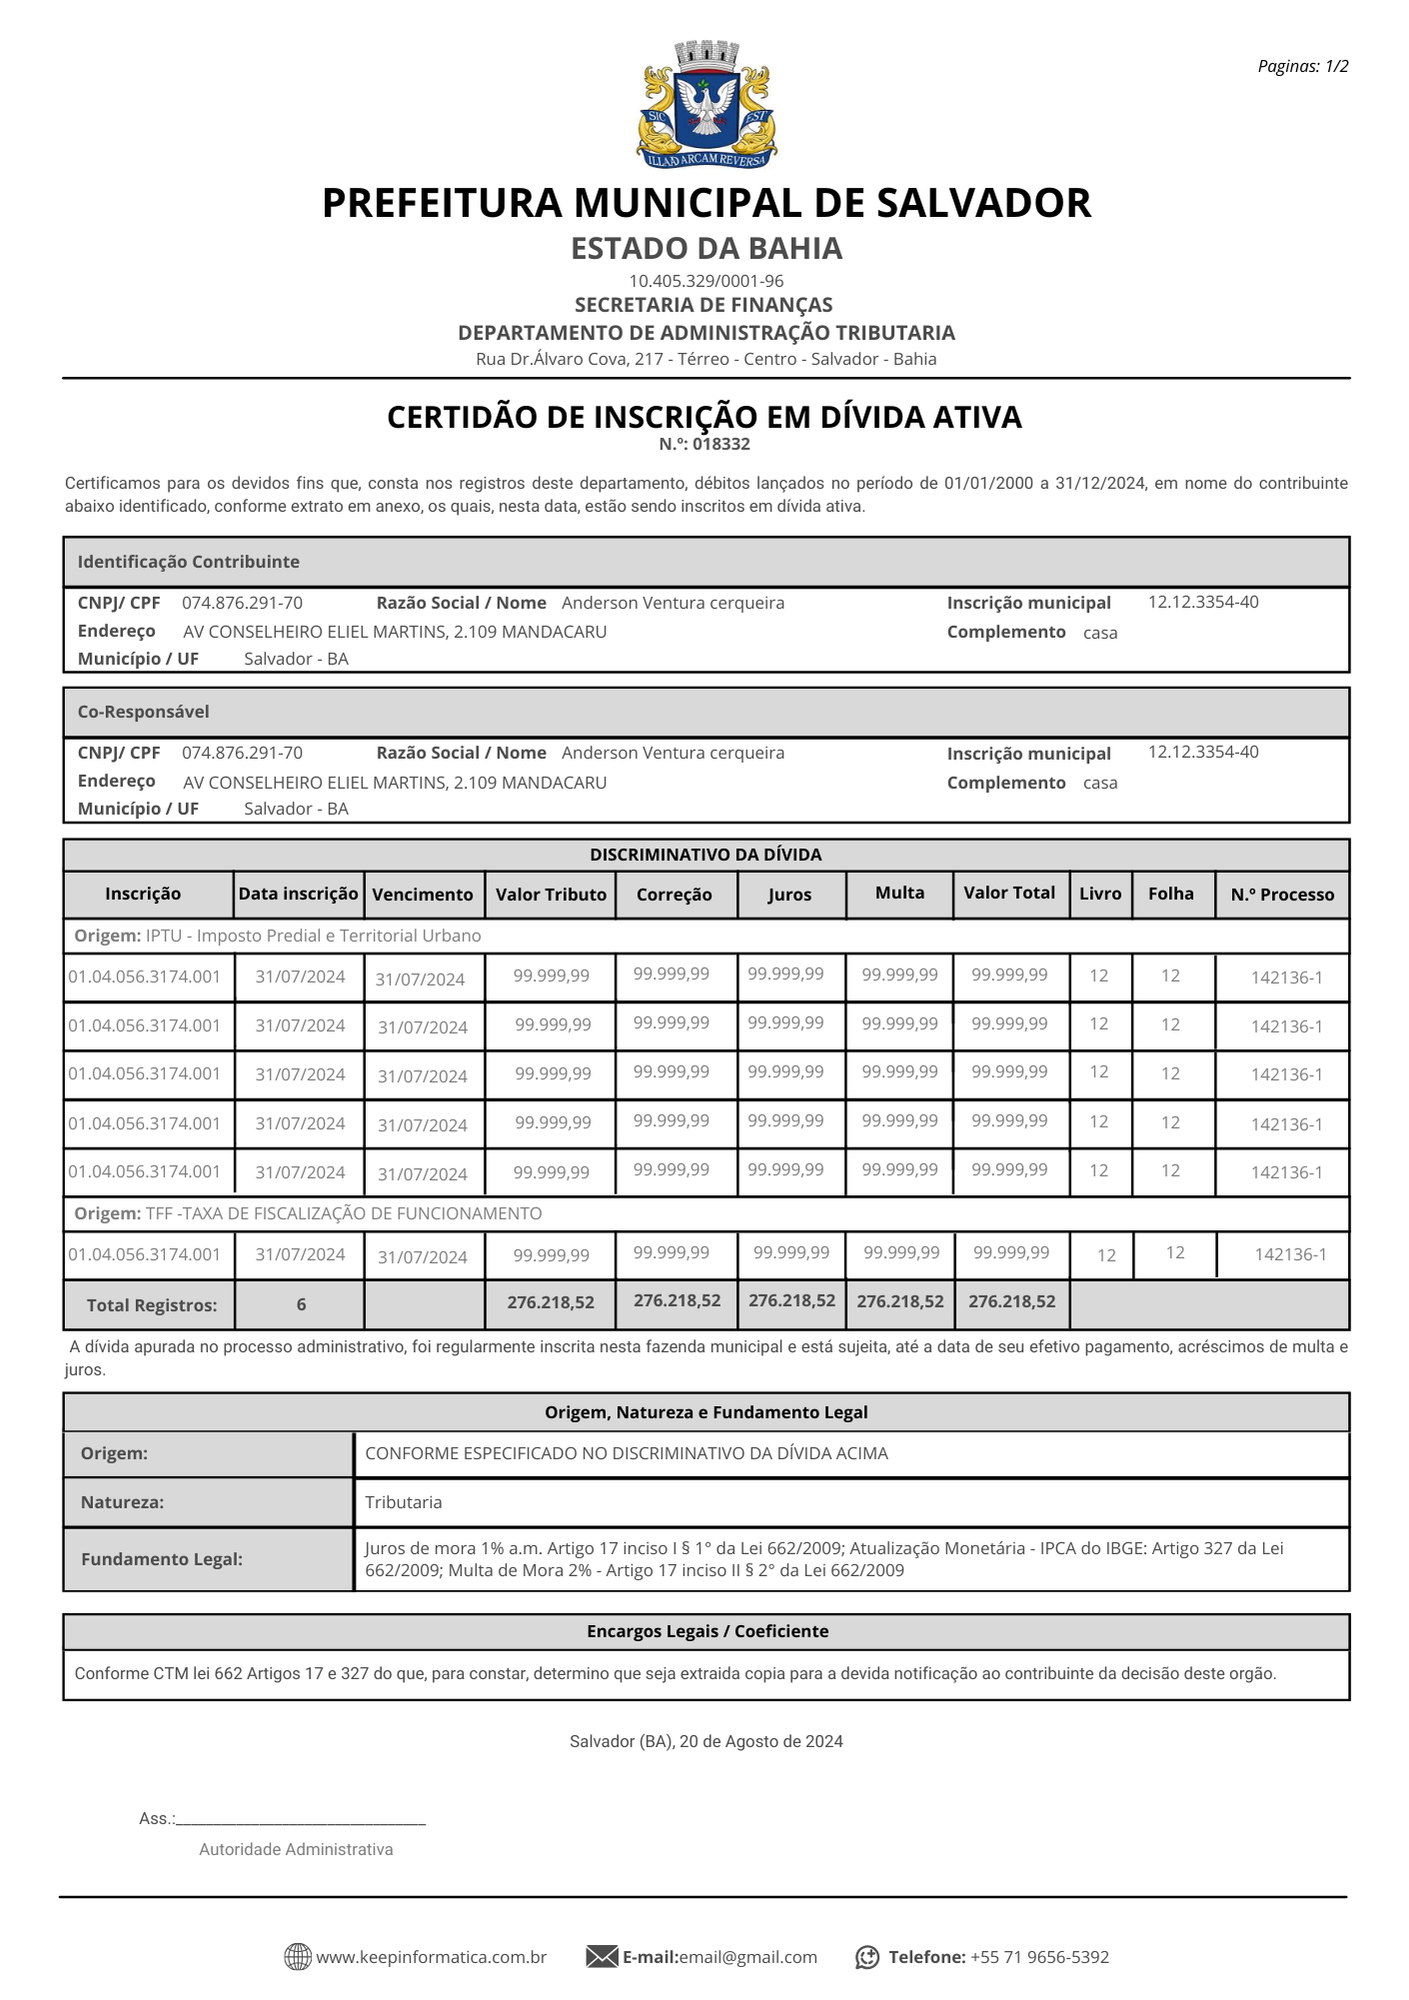 Paginas: 1/2
SIC EST
ILLA AD ARCAM REVERSA
PREFEITURA MUNICIPAL DE SALVADOR
ESTADO DA BAHIA
10.405.329/0001-96
SECRETARIA DE FINANÇAS
DEPARTAMENTO DE ADMINISTRAÇÃO TRIBUTARIA
Rua Dr.Álvaro Cova, 217 - Térreo - Centro - Salvador - Bahia
CERTIDÃO DE INSCRIÇÃO EM DÍVIDA ATIVA
N.º: 018332
Certificamos para os devidos fins que, consta nos registros deste departamento, débitos lançados no período de 01/01/2000 a 31/12/2024, em nome do contribuinte
abaixo identificado, conforme extrato em anexo, os quais, nesta data, estão sendo inscritos em dívida ativa.
Identificação Contribuinte
CNPJ/ CPF 074.876.291-70 Razão Social / Nome Anderson Ventura cerqueira Inscrição municipal 12.12.3354-40
Endereço AV CONSELHEIRO ELIEL MARTINS, 2.109 MANDACARU Complemento casa
Município / UF Salvador - BA
Co-Responsável
CNPJ/ CPF 074.876.291-70 Razão Social / Nome Anderson Ventura cerqueira Inscrição municipal 12.12.3354-40
Endereço AV CONSELHEIRO ELIEL MARTINS, 2.109 MANDACARU Complemento casa
Município / UF Salvador - BA
DISCRIMINATIVO DA DÍVIDA
Inscrição Data inscrição Vencimento Valor Tributo Correção Juros Multa Valor Total Livro Folha N.º Processo
Origem: IPTU - Imposto Predial e Territorial Urbano
01.04.056.3174.001 31/07/2024 31/07/2024 99.999,99 99.999,99 99.999,99 99.999,99 99.999,99 12 12 142136-1
01.04.056.3174.001 31/07/2024 31/07/2024 99.999,99 99.999,99 99.999,99 99.999,99 99.999,99 12 12 142136-1
01.04.056.3174.001 31/07/2024 31/07/2024 99.999,99 99.999,99 99.999,99 99.999,99 99.999,99 12 12 142136-1
01.04.056.3174.001 31/07/2024 31/07/2024 99.999,99 99.999,99 99.999,99 99.999,99 99.999,99 12 12 142136-1
01.04.056.3174.001 31/07/2024 31/07/2024 99.999,99 99.999,99 99.999,99 99.999,99 99.999,99 12 12 142136-1
Origem: TFF -TAXA DE FISCALIZAÇÃO DE FUNCIONAMENTO
01.04.056.3174.001 31/07/2024 31/07/2024 99.999,99 99.999,99 99.999,99 99.999,99 99.999,99 12 12 142136-1
Total Registros: 6 276.218,52 276.218,52 276.218,52 276.218,52 276.218,52
A dívida apurada no processo administrativo, foi regularmente inscrita nesta fazenda municipal e está sujeita, até a data de seu efetivo pagamento, acréscimos de multa e
juros.
Origem, Natureza e Fundamento Legal
Origem: CONFORME ESPECIFICADO NO DISCRIMINATIVO DA DÍVIDA ACIMA
Natureza: Tributaria
Fundamento Legal: Juros de mora 1% a.m. Artigo 17 inciso I § 1° da Lei 662/2009; Atualização Monetária - IPCA do IBGE: Artigo 327 da Lei
662/2009; Multa de Mora 2% - Artigo 17 inciso II § 2° da Lei 662/2009
Encargos Legais / Coeficiente
Conforme CTM lei 662 Artigos 17 e 327 do que, para constar, determino que seja extraida copia para a devida notificação ao contribuinte da decisão deste orgão.
Salvador (BA), 20 de Agosto de 2024
Ass.:______________________________
Autoridade Administrativa
www.keepinformatica.com.br E-mail:email@gmail.com Telefone: +55 71 9656-5392